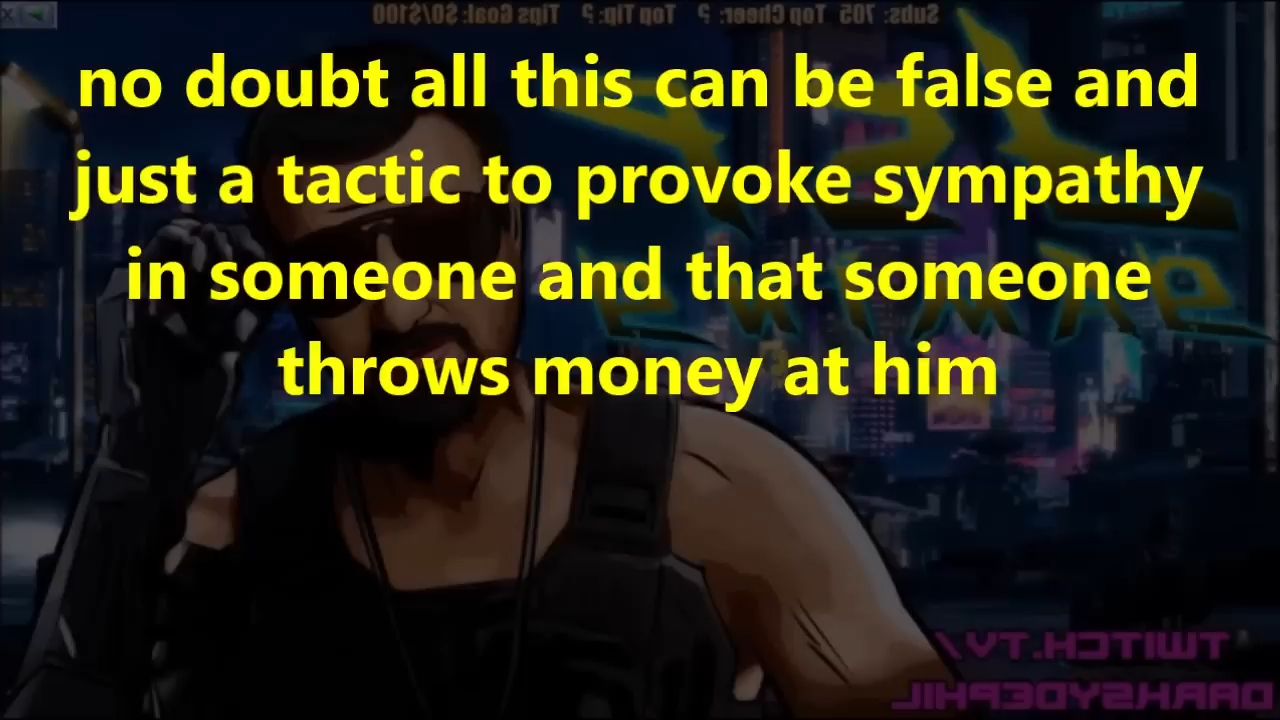 Subs: 705 Top Cheer: ? Top Tip: ? Tips Goal: $0/$100
no doubt all this can be false and
just a tactic to provoke sympathy
in someone and that someone
throws money at him
TWITCH.TV/
DARKSYDEPHIL